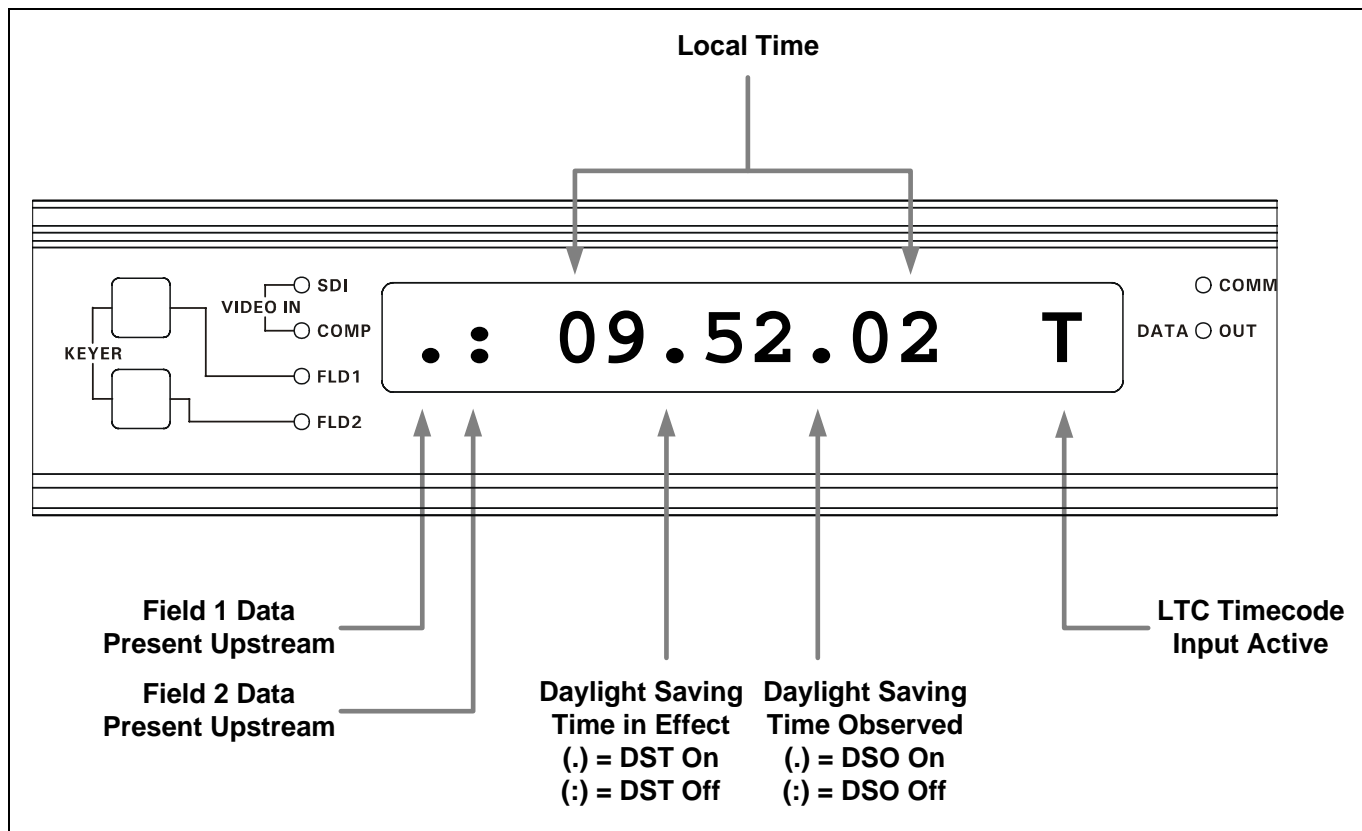 Local Time
SDI
VIDEO IN
COMP
KEYER
FLD1
FLD2
.: 09.52.02 T
COMM
DATA OUT
Field 1 Data
Present Upstream
Field 2 Data
Present Upstream
Daylight Saving
Time in Effect
(.) = DST On
(:) = DST Off
Daylight Saving
Time Observed
(.) = DSO On
(:) = DSO Off
LTC Timecode
Input Active